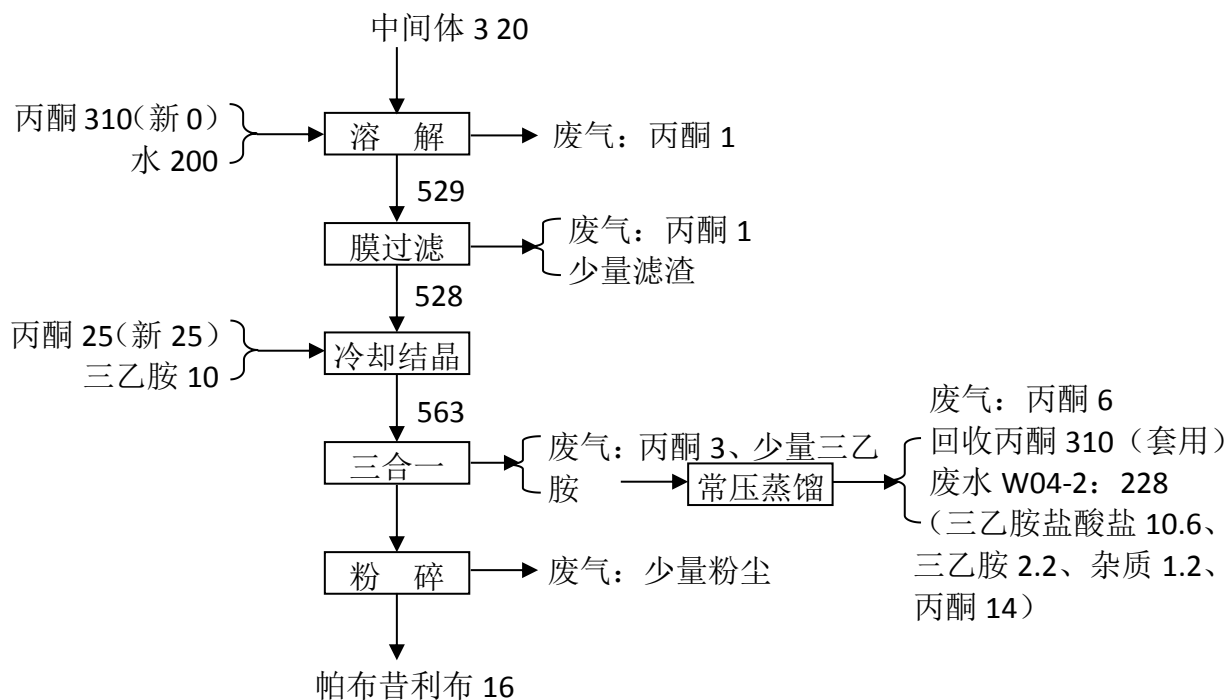 中间体 3 20
丙酮 310（新 0）
水 200
溶 解
废气：丙酮 1
529
膜过滤
废气：丙酮 1
少量滤渣
528
丙酮 25（新 25）
三乙胺 10
冷却结晶
563
三合一
废气：丙酮 3、少量三乙
胺
常压蒸馏
废气：丙酮 6
回收丙酮 310（套用）
废水 W04-2：228
（三乙胺盐酸盐 10.6、
三乙胺 2.2、杂质 1.2、
丙酮 14）
粉 碎
废气：少量粉尘
帕布昔利布 16